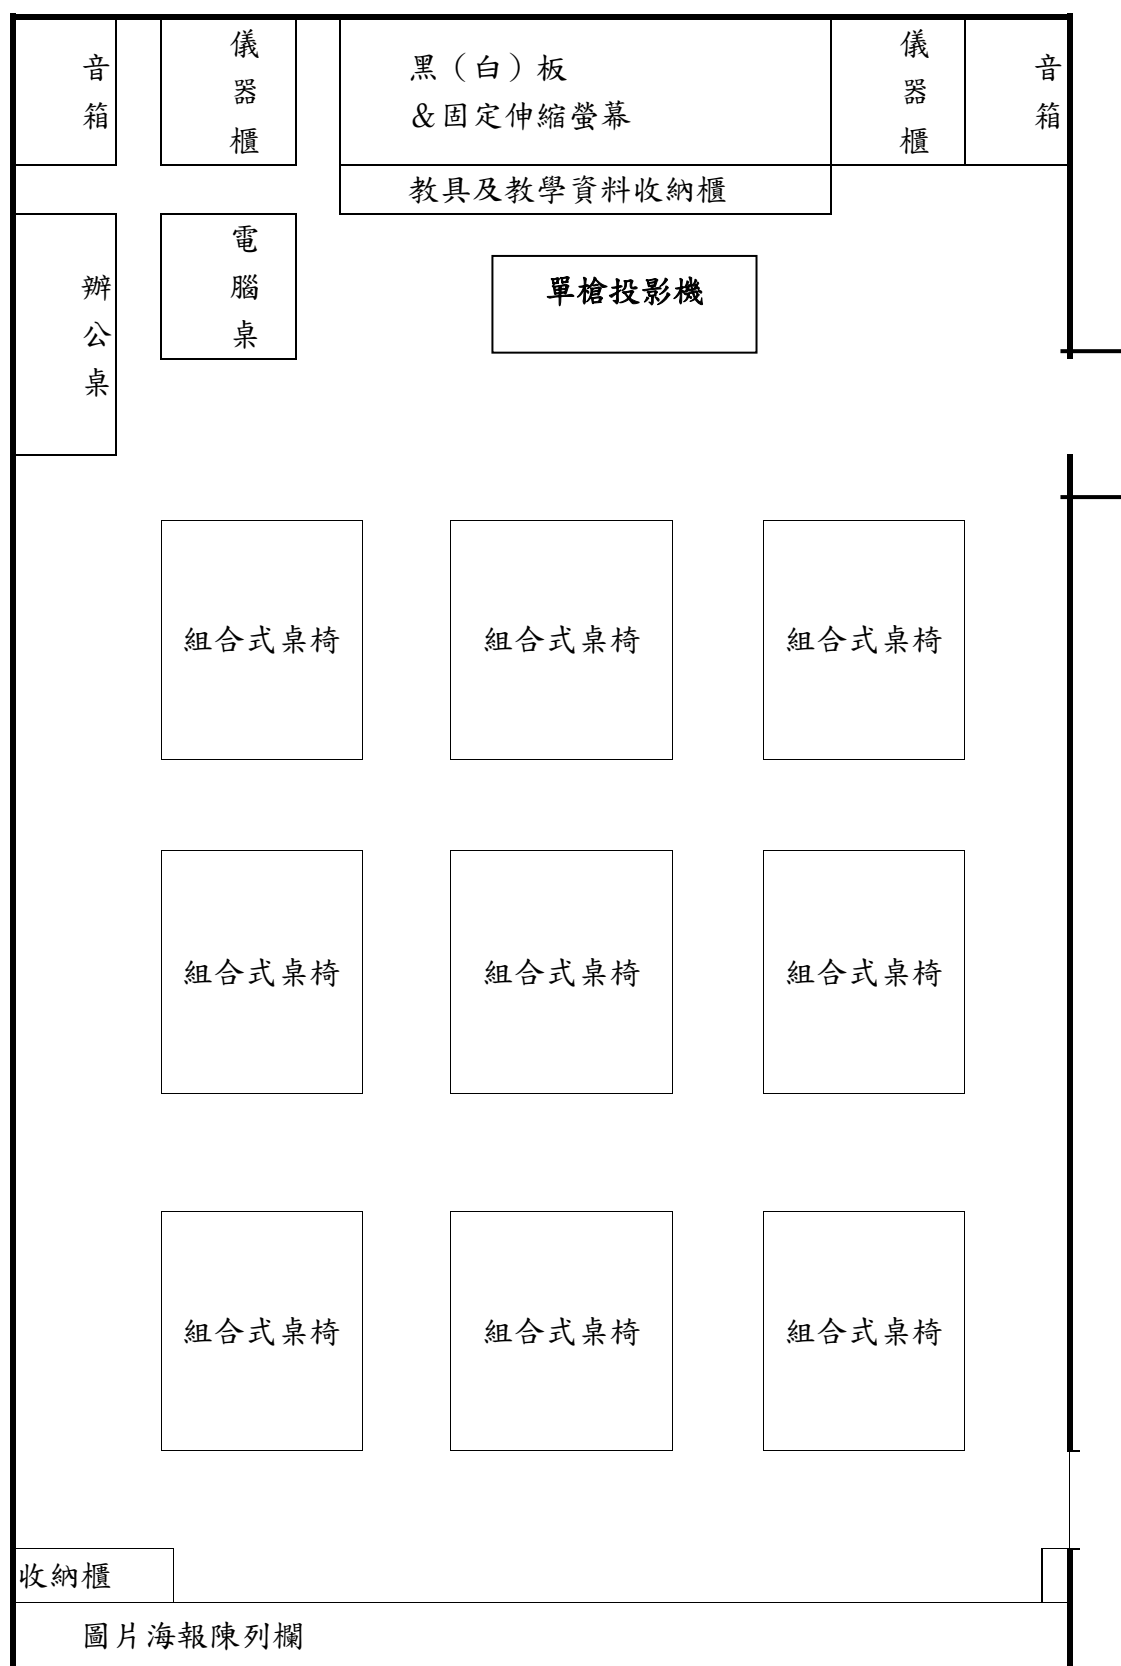 音箱
儀器櫃
黑（白）板
＆固定伸縮螢幕
儀器櫃
音箱
教具及教學資料收納櫃
辦公桌
電腦桌
單槍投影機
組合式桌椅
組合式桌椅
組合式桌椅
組合式桌椅
組合式桌椅
組合式桌椅
組合式桌椅
組合式桌椅
組合式桌椅
收納櫃
圖片海報陳列欄